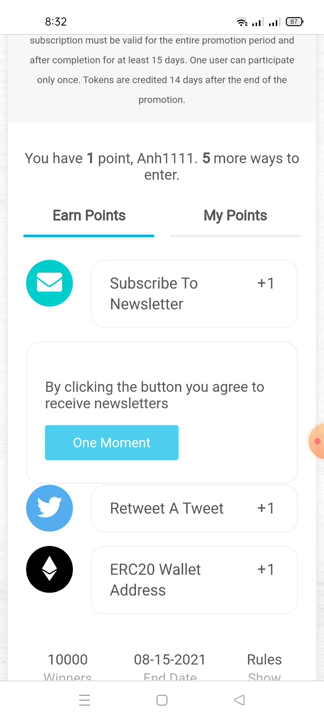 8:32
87
subscription must be valid for the entire promotion period and
after completion for at least 15 days. One user can participate
only once. Tokens are credited 14 days after the end of the
promotion.
You have 1 point, Anh1111. 5 more ways to
enter.
Earn Points My Points
Subscribe To +1
Newsletter
By clicking the button you agree to
receive newsletters
One Moment
Retweet A Tweet +1
ERC20 Wallet +1
Address
10000 08-15-2021 Rules
Winners End Date Show